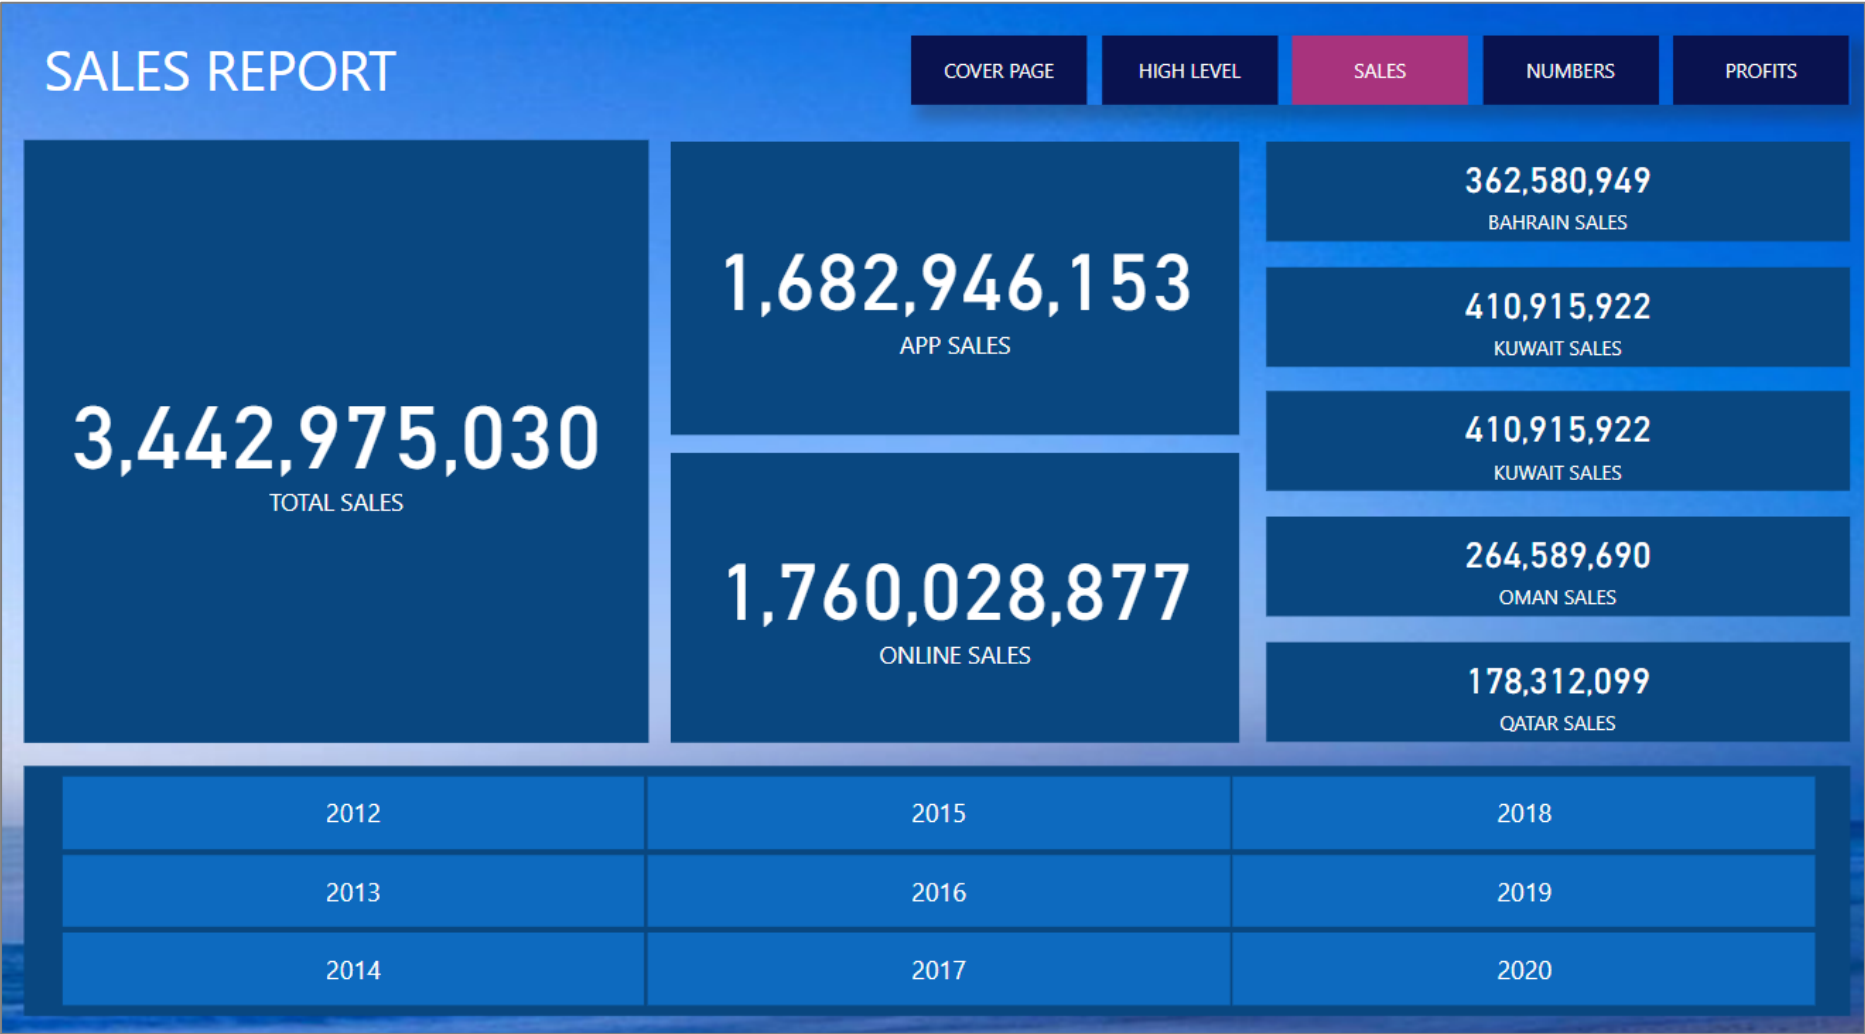 SALES REPORT
COVER PAGE
HIGH LEVEL
SALES
NUMBERS
PROFITS
3,442,975,030
TOTAL SALES
1,682,946,153
APP SALES
1,760,028,877
ONLINE SALES
362,580,949
BAHRAIN SALES
410,915,922
KUWAIT SALES
410,915,922
KUWAIT SALES
264,589,690
OMAN SALES
178,312,099
QATAR SALES
2012
2015
2018
2013
2016
2019
2014
2017
2020